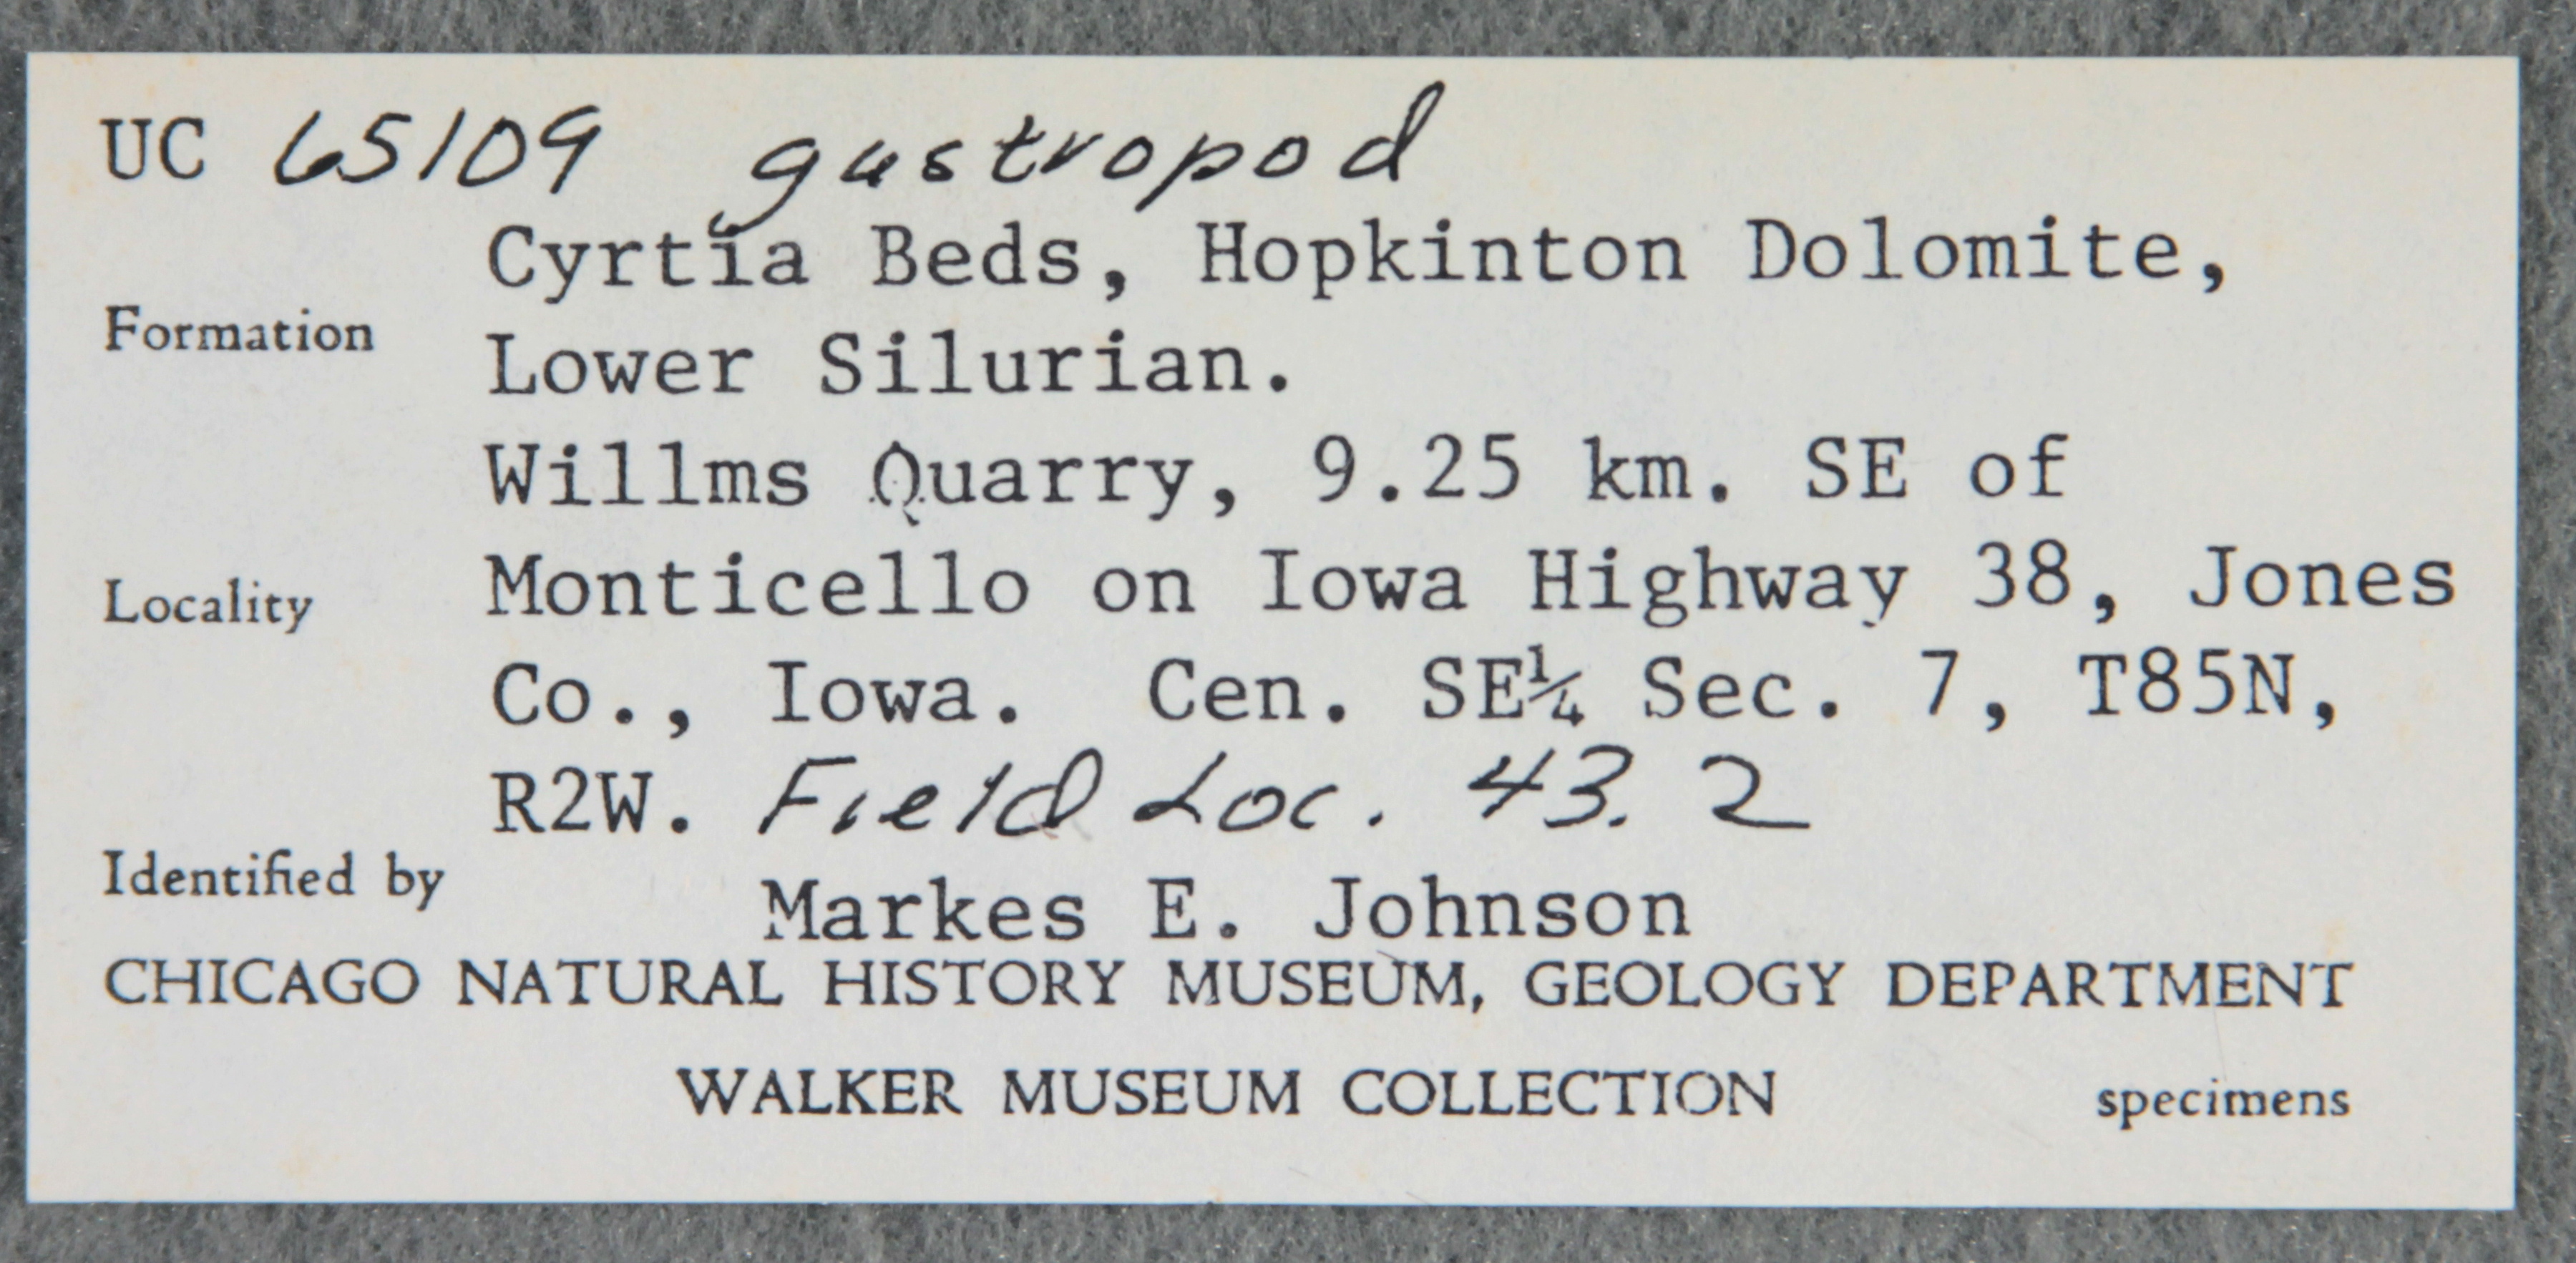 UC 65109 gastropod
Cyrtia Beds, Hopkinton Dolomite,
Formation
Lower Silurian.
Willms Quarry, 9.25 km. SE of
Locality Monticello on Iowa Highway 38, Jones
Co., Iowa. Cen. SE¼ Sec. 7, T85N,
R2W. Field Loc. 43.2
Identified by
Markes E. Johnson
CHICAGO NATURAL HISTORY MUSEUM, GEOLOGY DEPARTMENT
WALKER MUSEUM COLLECTION specimens